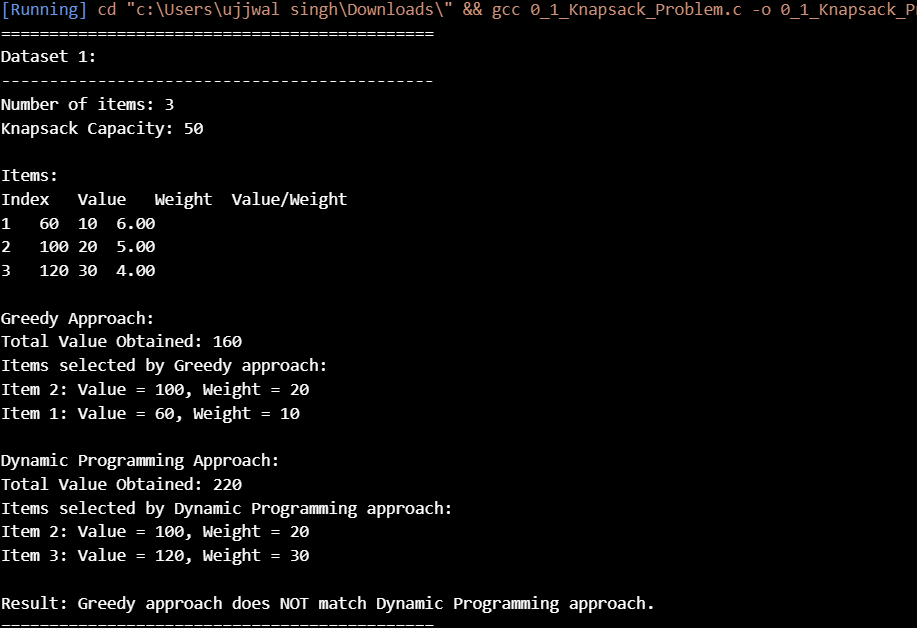 [Running] cd "c:\Users\ujjwal singh\Downloads\" && gcc 0_1_Knapsack_Problem.c -o 0_1_Knapsack_Pr
=============================================
Dataset 1:
---------------------------------------------
Number of items: 3
Knapsack Capacity: 50
Items:
Index   Value   Weight  Value/Weight
1   60  10  6.00
2   100 20  5.00
3   120 30  4.00
Greedy Approach:
Total Value Obtained: 160
Items selected by Greedy approach:
Item 2: Value = 100, Weight = 20
Item 1: Value = 60, Weight = 10
Dynamic Programming Approach:
Total Value Obtained: 220
Items selected by Dynamic Programming approach:
Item 2: Value = 100, Weight = 20
Item 3: Value = 120, Weight = 30
Result: Greedy approach does NOT match Dynamic Programming approach.
=============================================